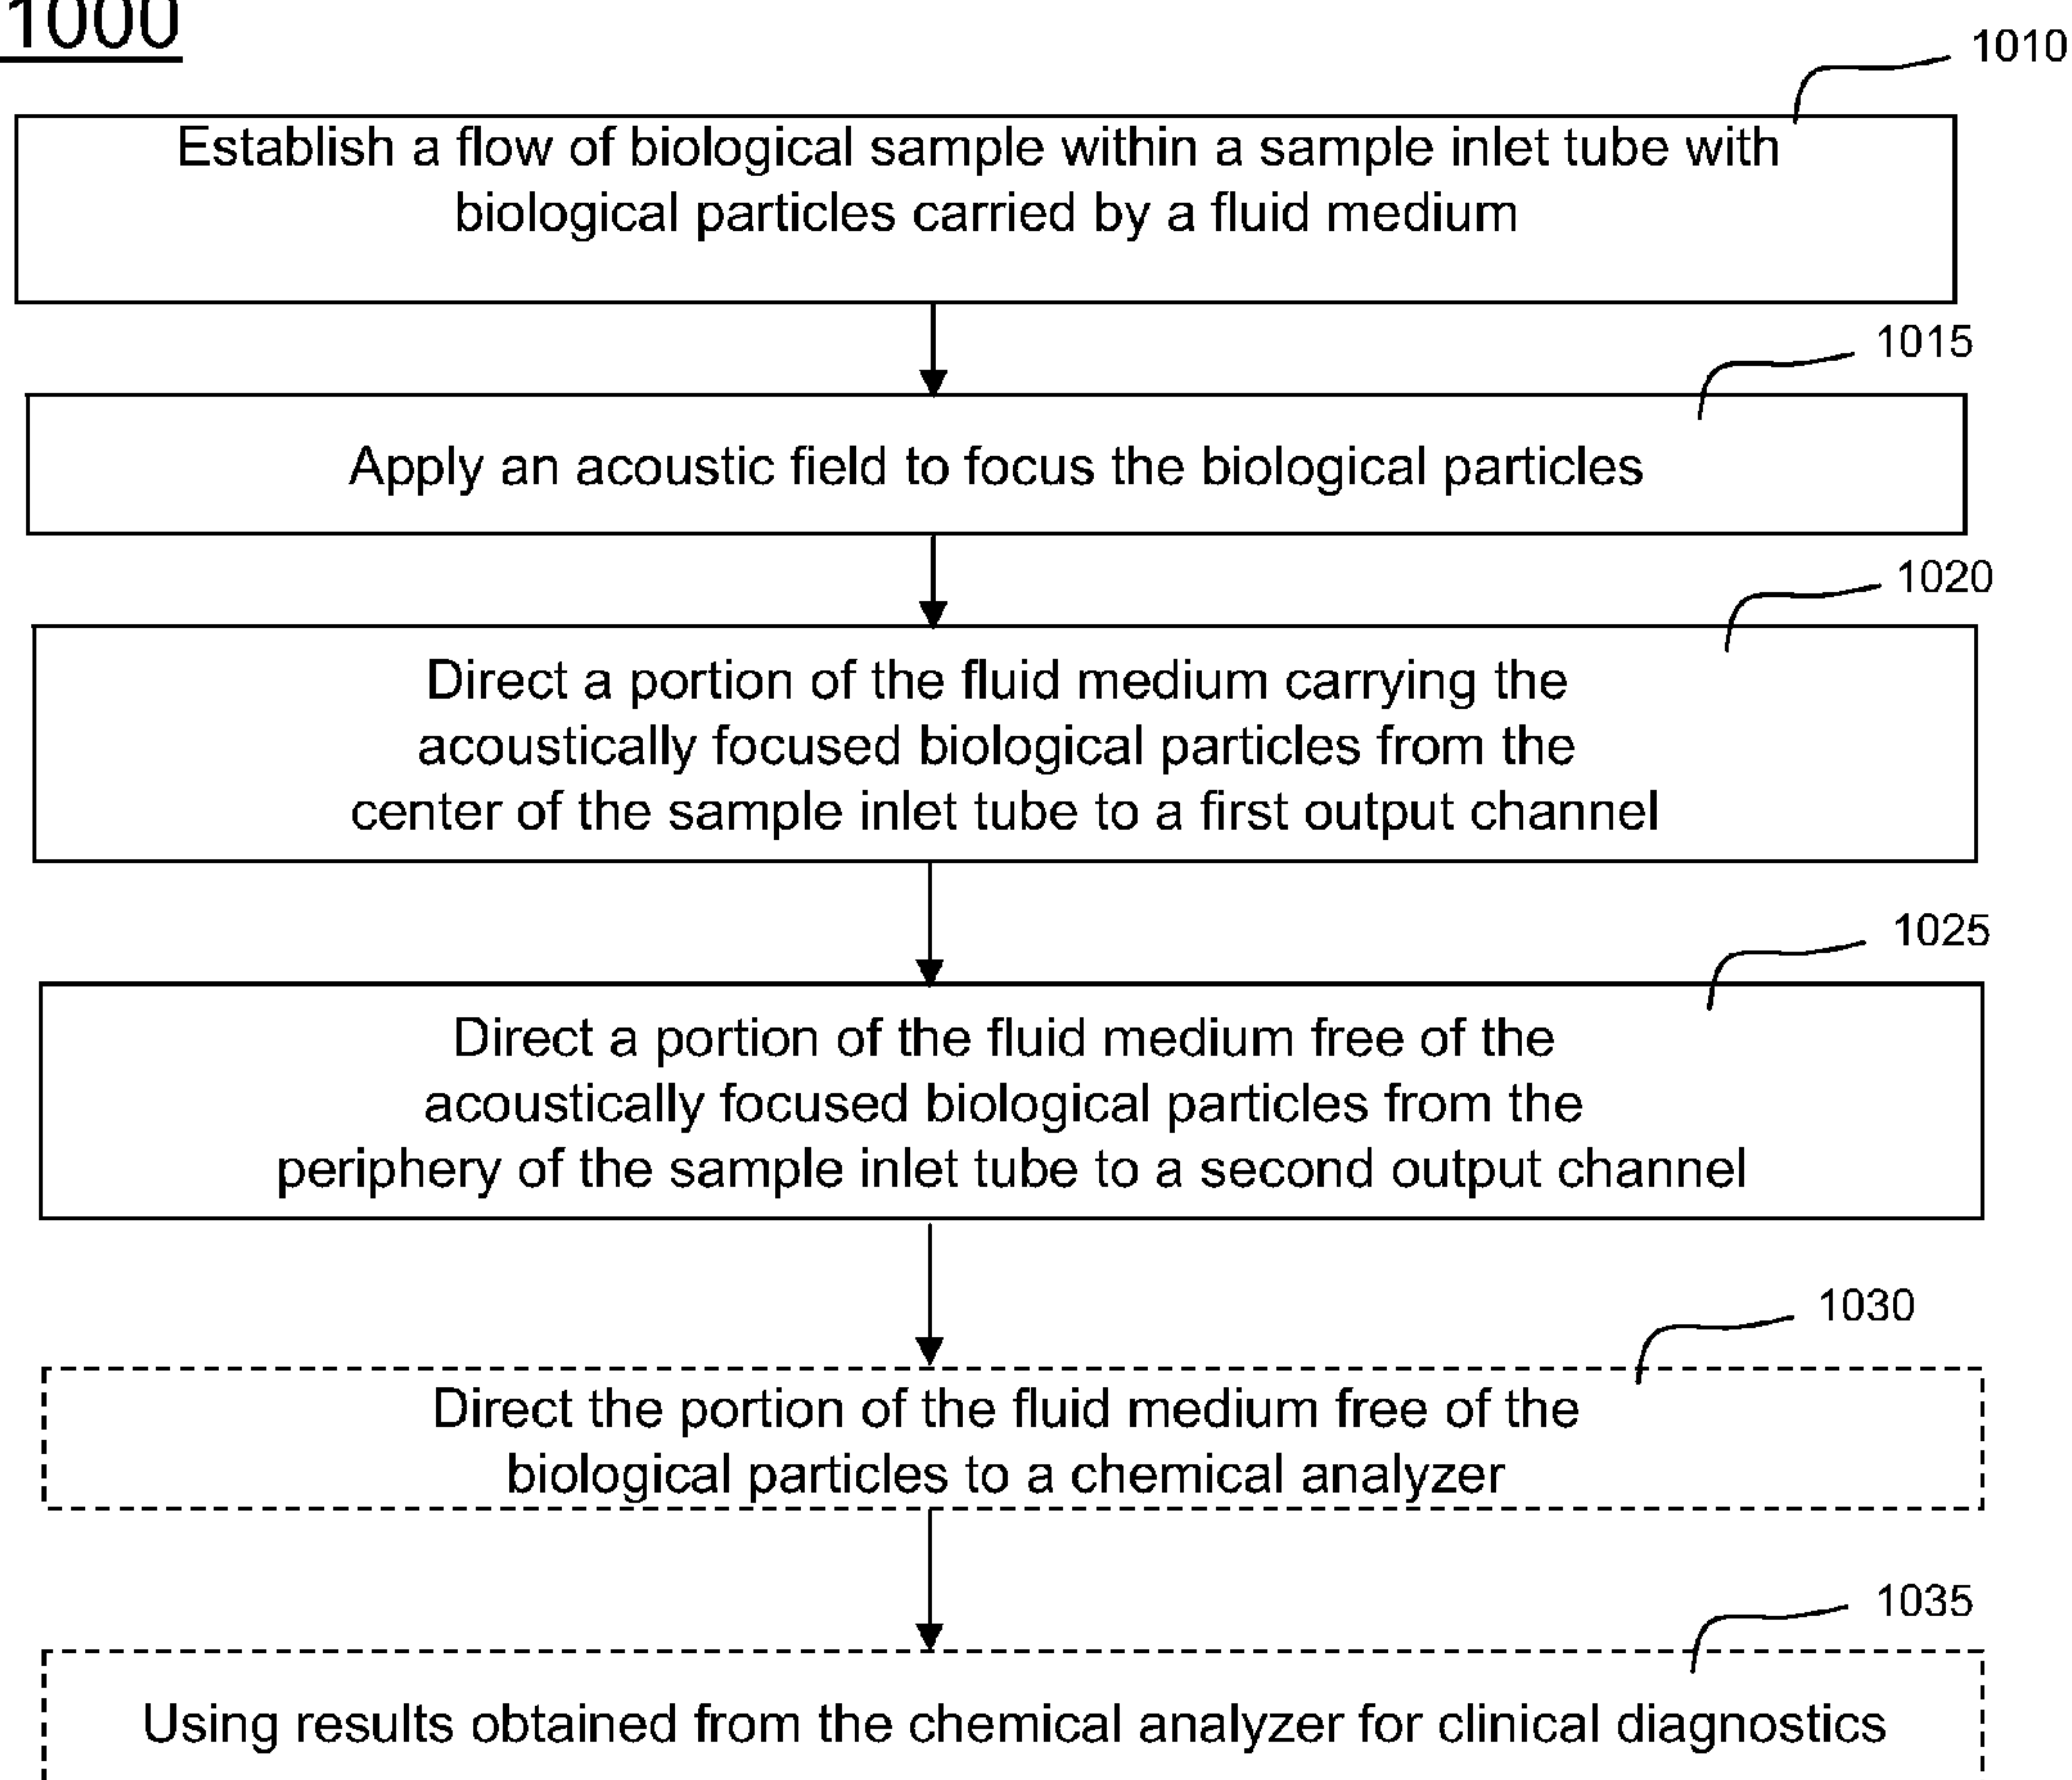 1000
1010
Establish a flow of biological sample within a sample inlet tube with
biological particles carried by a fluid medium
1015
Apply an acoustic field to focus the biological particles
1020
Direct a portion of the fluid medium carrying the
acoustically focused biological particles from the
center of the sample inlet tube to a first output channel
1025
Direct a portion of the fluid medium free of the
acoustically focused biological particles from the
periphery of the sample inlet tube to a second output channel
1030
Direct the portion of the fluid medium free of the
biological particles to a chemical analyzer
1035
Using results obtained from the chemical analyzer for clinical diagnostics